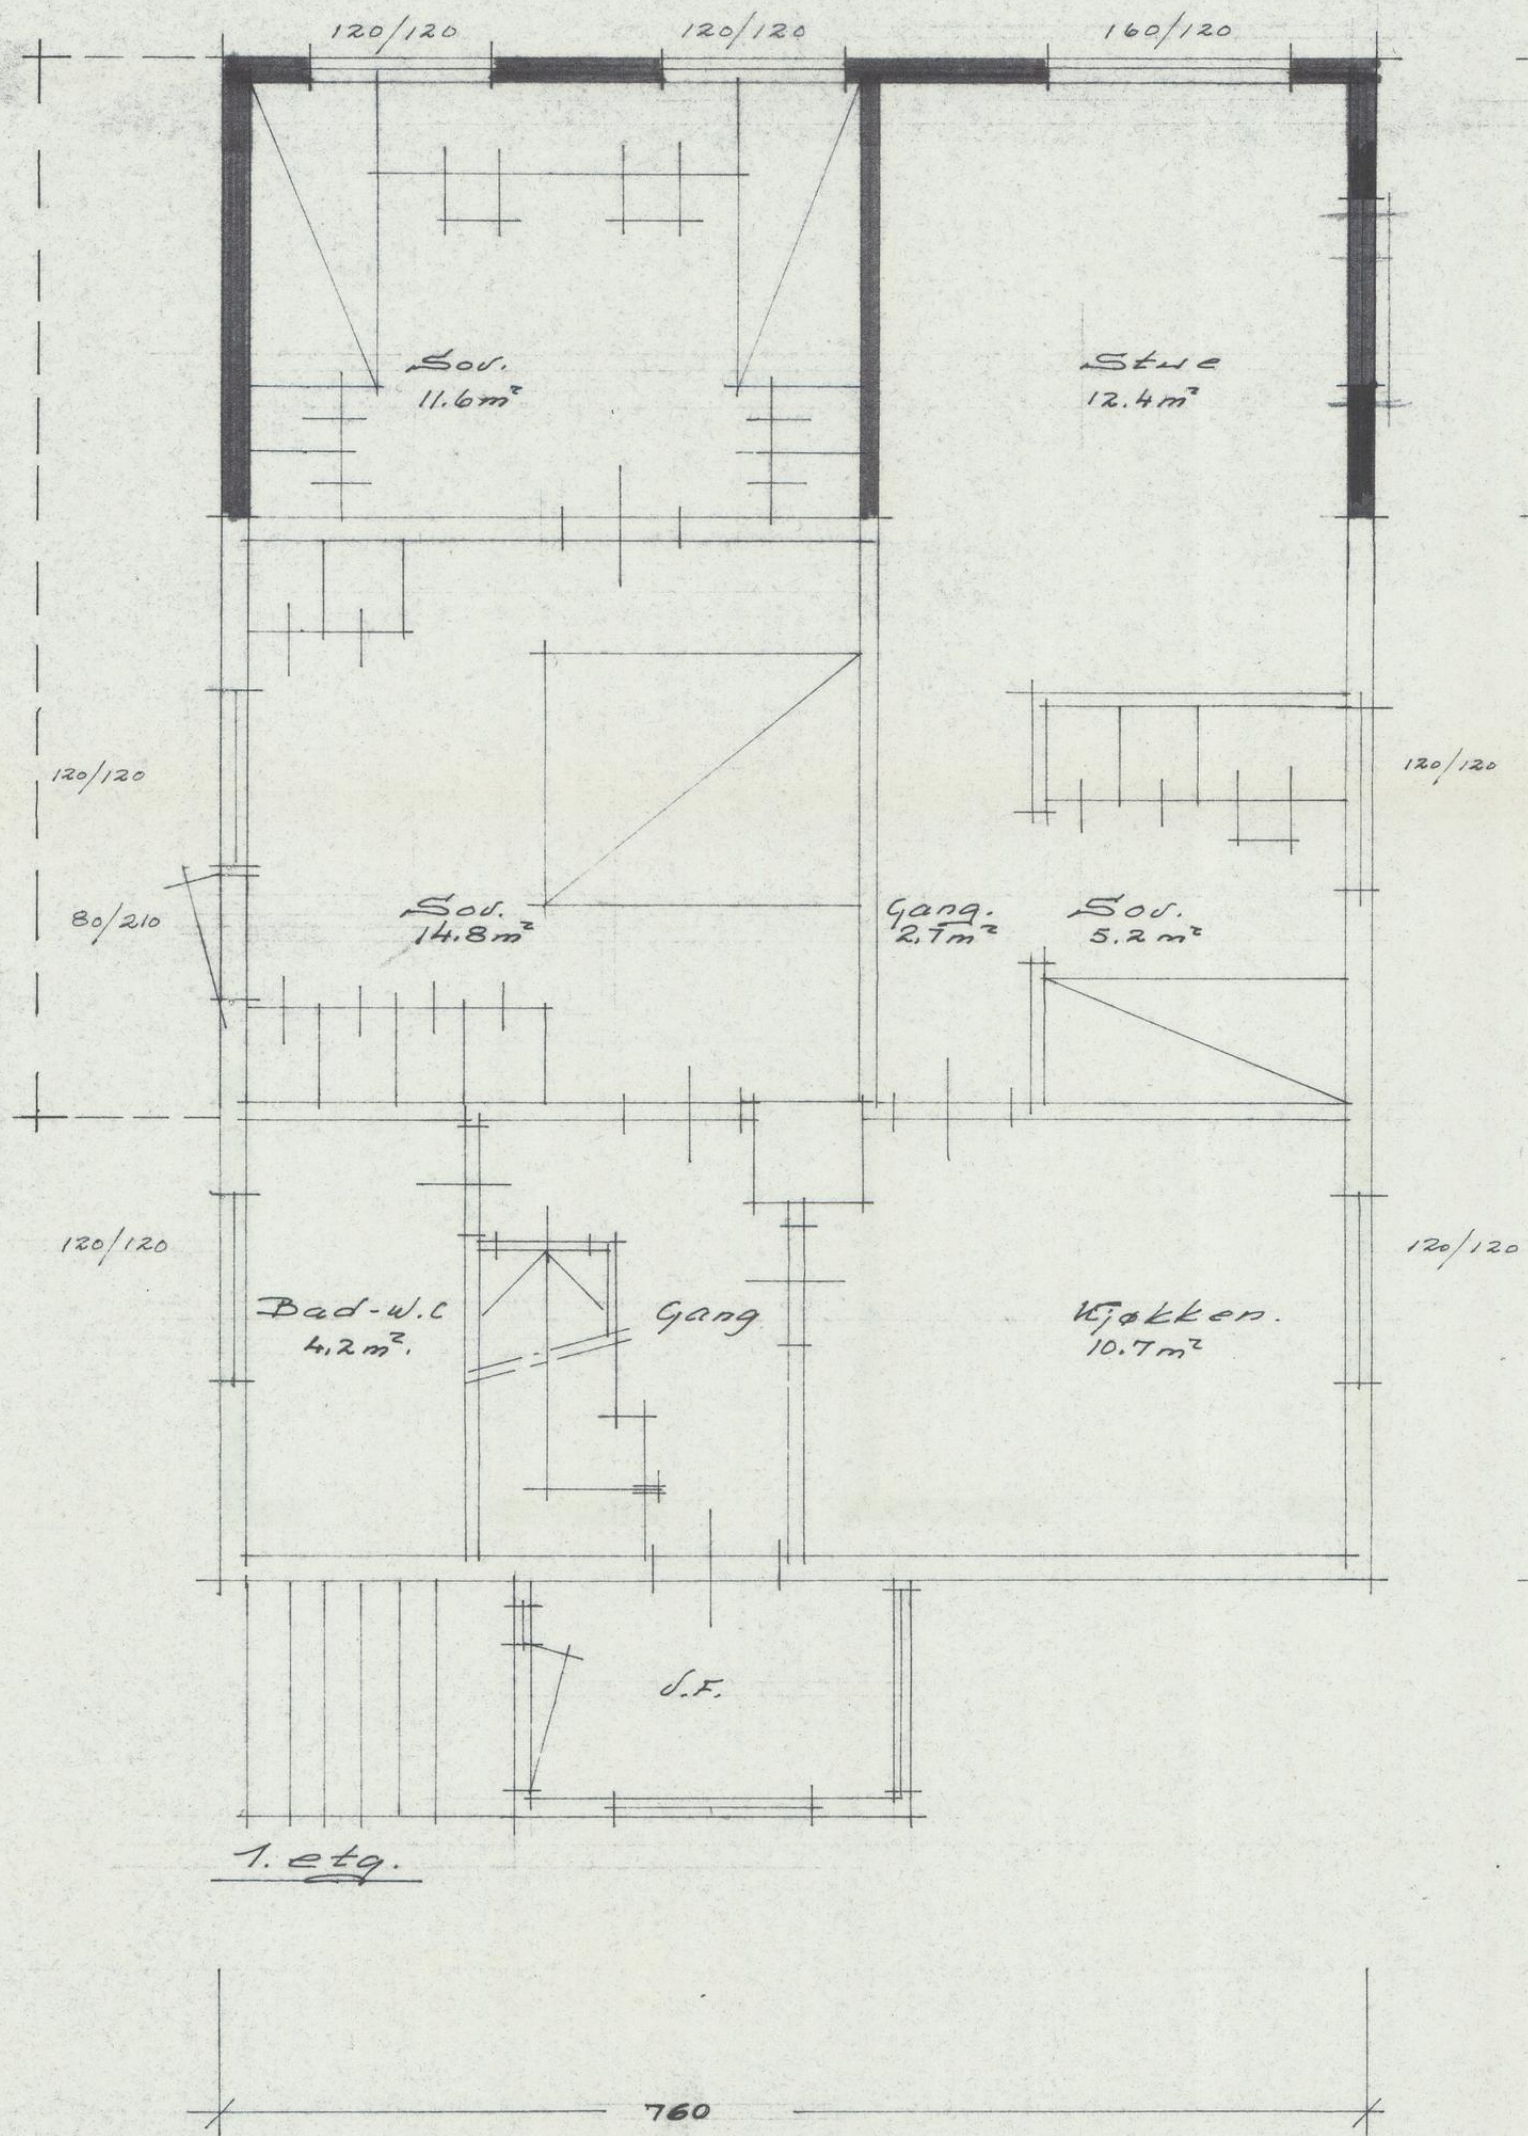 120/120
120/120
160/120
Sov.
11.6m²
Stue
12.4m²
120/120
120/120
80/210
Sov.
14.8m²
Gang.
2.7m²
Sov.
5.2m²
120/120
120/120
Bad-W.C
4.2m².
Gang
Kjøkken.
10.7m²
V.F.
1. etg.
760